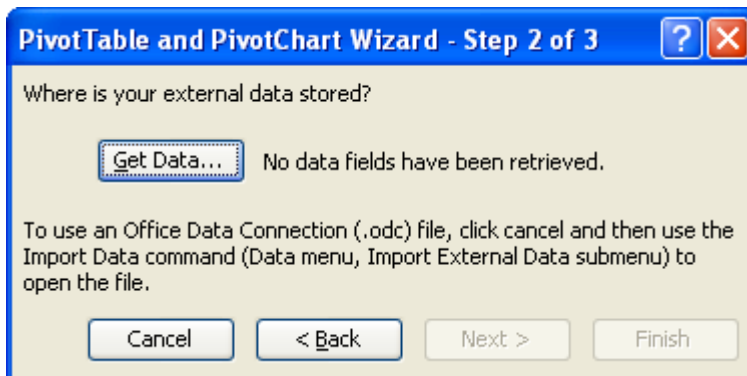 PivotTable and PivotChart Wizard - Step 2 of 3
Where is your external data stored?
Get Data... No data fields have been retrieved.
To use an Office Data Connection (.odc) file, click cancel and then use the
Import Data command (Data menu, Import External Data submenu) to
open the file.
Cancel < Back Next > Finish